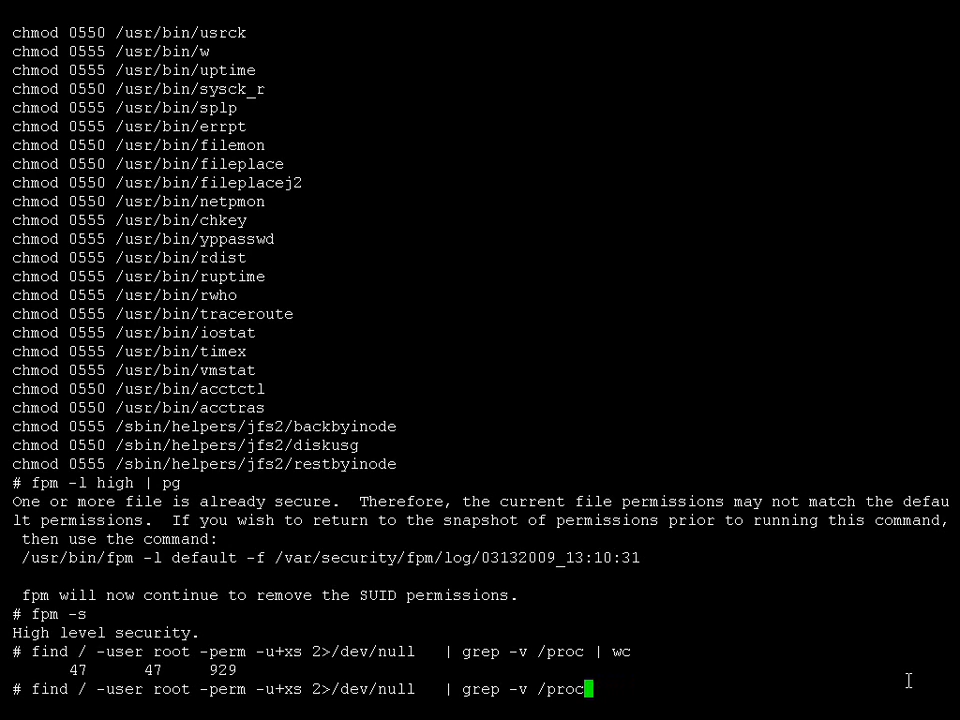 chmod 0550 /usr/bin/usrck
chmod 0555 /usr/bin/w
chmod 0555 /usr/bin/uptime
chmod 0550 /usr/bin/sysck_r
chmod 0555 /usr/bin/splp
chmod 0555 /usr/bin/errpt
chmod 0550 /usr/bin/filemon
chmod 0550 /usr/bin/fileplace
chmod 0550 /usr/bin/fileplacej2
chmod 0550 /usr/bin/netpmon
chmod 0555 /usr/bin/chkey
chmod 0555 /usr/bin/yppasswd
chmod 0555 /usr/bin/rdist
chmod 0555 /usr/bin/ruptime
chmod 0555 /usr/bin/rwho
chmod 0555 /usr/bin/traceroute
chmod 0555 /usr/bin/iostat
chmod 0555 /usr/bin/timex
chmod 0555 /usr/bin/vmstat
chmod 0550 /usr/bin/acctctl
chmod 0550 /usr/bin/acctras
chmod 0555 /sbin/helpers/jfs2/backbyinode
chmod 0550 /sbin/helpers/jfs2/diskusg
chmod 0555 /sbin/helpers/jfs2/restbyinode
# fpm -l high | pg
One or more file is already secure.  Therefore, the current file permissions may not match the defau
lt permissions.  If you wish to return to the snapshot of permissions prior to running this command,
 then use the command:
 /usr/bin/fpm -l default -f /var/security/fpm/log/03132009_13:10:31
 fpm will now continue to remove the SUID permissions.
# fpm -s
High level security.
# find / -user root -perm -u+xs 2>/dev/null   | grep -v /proc | wc
      47      47     929
# find / -user root -perm -u+xs 2>/dev/null   | grep -v /proc